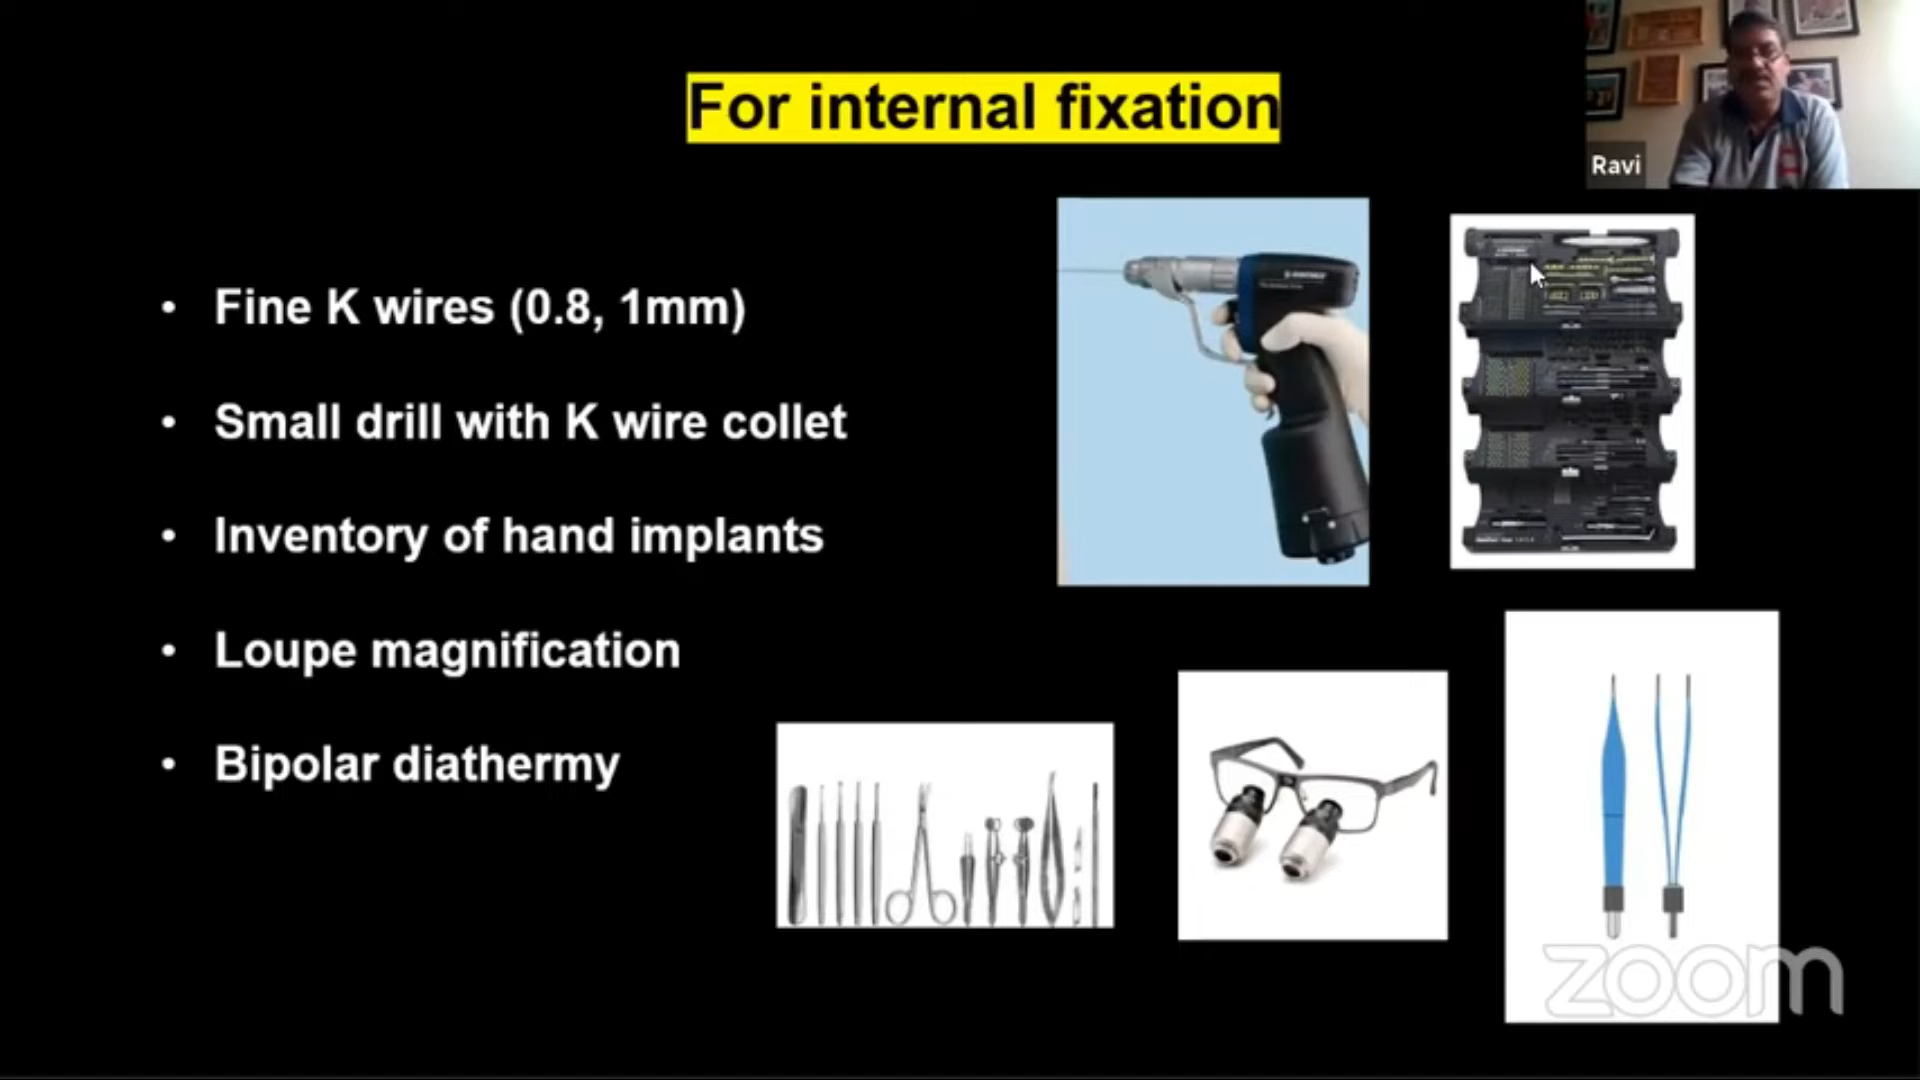 For internal fixation
Ravi
• Fine K wires (0.8, 1mm)
• Small drill with K wire collet
• Inventory of hand implants
• Loupe magnification
• Bipolar diathermy
zoom